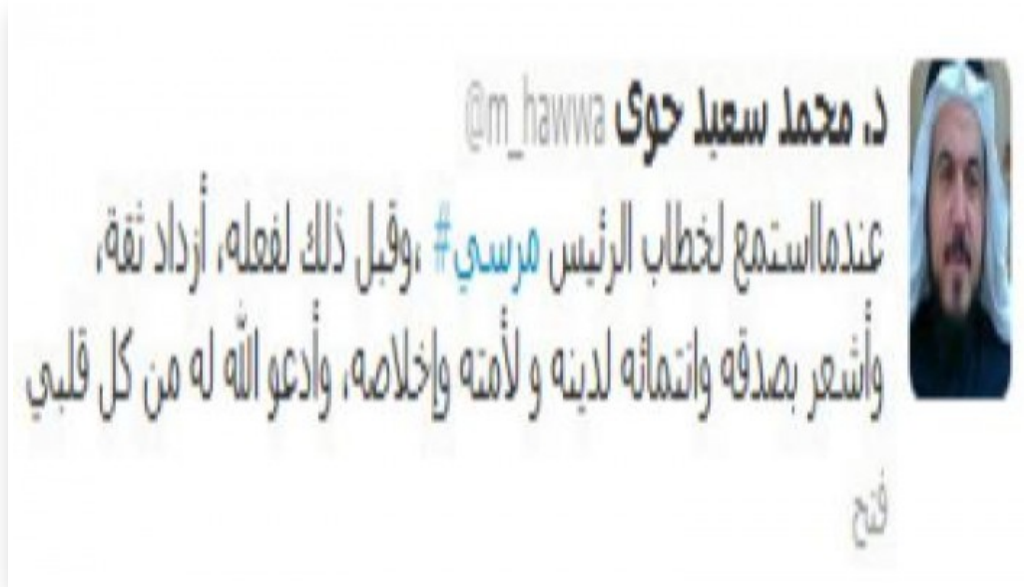 د. محمد سعيد حوى @m_hawwa
عندمااستمع لخطاب الرئيس #مرسي ،وقبل ذلك لفعله، أزداد ثقة،
وأشعر بصدقه وانتمائه لدينه و لأمته وإخلاصه، وأدعو الله له من كل قلبي
فتح